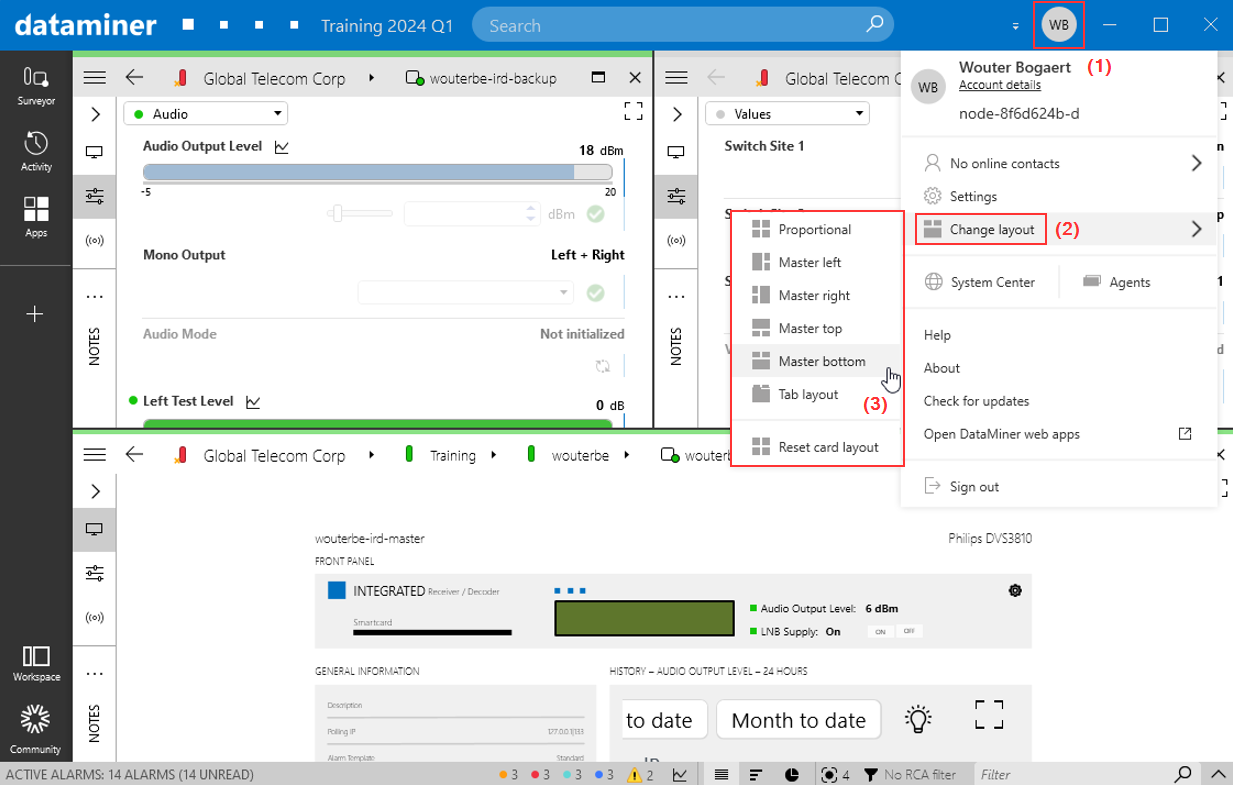 dataminer
Training 2024 Q1
Search
WB
(1)
WB
Wouter Bogaert
Account details
node-8f6d624b-d
No online contacts
Settings
Change layout
(2)
System Center
Agents
Help
About
Check for updates
Open DataMiner web apps
Sign out
Proportional
Master left
Master right
Master top
Master bottom
Tab layout
(3)
Reset card layout
Surveyor
Activity
Apps
Workspace
Community
Global Telecom Corp
wouterbe-ird-backup
Audio
Audio Output Level
18 dBm
-5
20
dBm
Mono Output
Left + Right
Audio Mode
Not initialized
Left Test Level
0 dB
NOTES
Global Telecom C
Values
Switch Site 1
NOTES
Global Telecom Corp
Training
wouterbe
wouterb
NOTES
wouterbe-ird-master
Philips DVS3810
FRONT PANEL
INTEGRATED Receiver / Decoder
Smartcard
Audio Output Level: 6 dBm
LNB Supply: On
ON
OFF
GENERAL INFORMATION
Description
Polling IP
127.0.0.1|133
Alarm Template
Standard
HISTORY – AUDIO OUTPUT LEVEL – 24 HOURS
to date
Month to date
ACTIVE ALARMS: 14 ALARMS (14 UNREAD)
3
3
3
3
2
4
No RCA filter
Filter